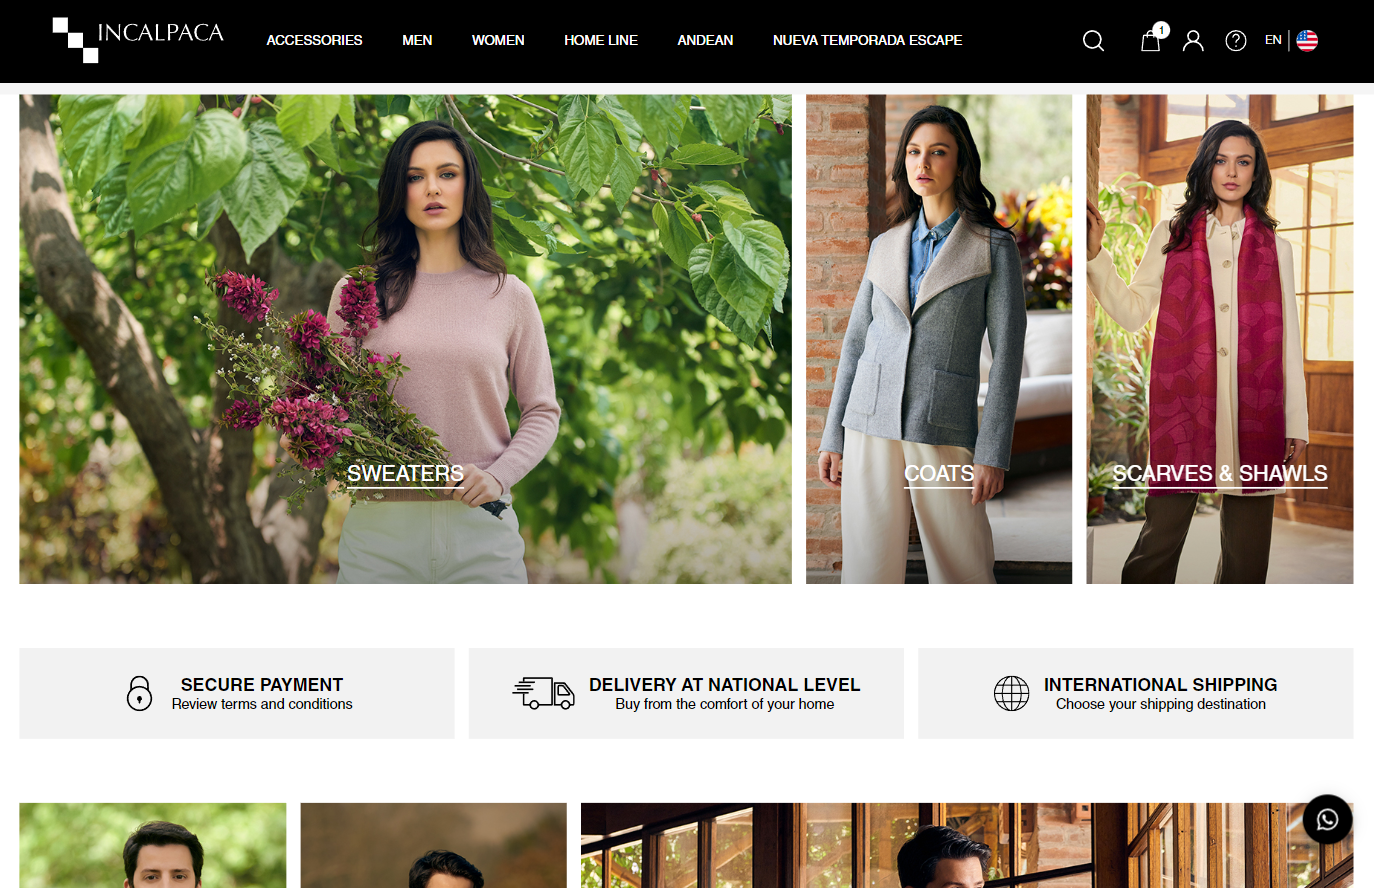 INCALPACA
ACCESSORIES
MEN
WOMEN
HOME LINE
ANDEAN
NUEVA TEMPORADA ESCAPE
1
EN
SWEATERS
COATS
SCARVES & SHAWLS
SECURE PAYMENT
Review terms and conditions
DELIVERY AT NATIONAL LEVEL
Buy from the comfort of your home
INTERNATIONAL SHIPPING
Choose your shipping destination